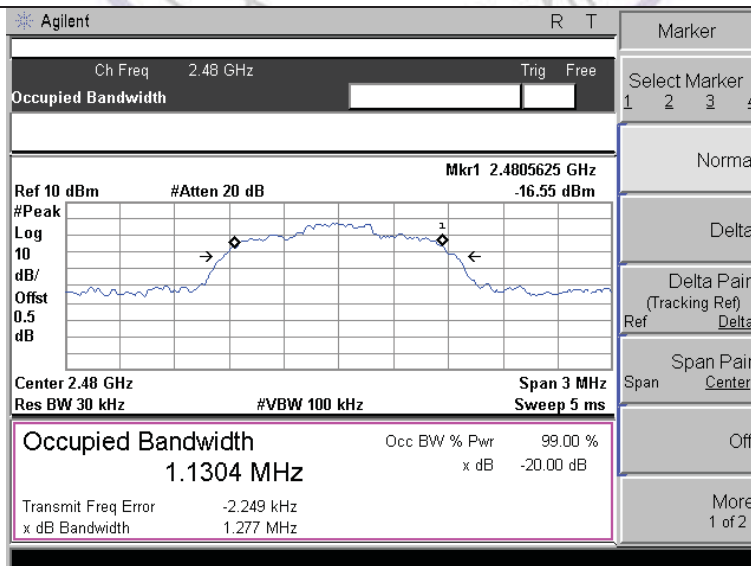 Agilent R T
Ch Freq 2.48 GHz Trig Free
Occupied Bandwidth
Mkr1 2.4805625 GHz
Ref 10 dBm #Atten 20 dB -16.55 dBm
#Peak
Log
10
dB/
Offst
0.5
dB
1
Center 2.48 GHz Span 3 MHz
Res BW 30 kHz #VBW 100 kHz Sweep 5 ms
Occupied Bandwidth Occ BW % Pwr 99.00 %
1.1304 MHz x dB -20.00 dB
Transmit Freq Error -2.249 kHz
x dB Bandwidth 1.277 MHz
Marker
Select Marker
1 2 3
Norma
Delta
Delta Pair
(Tracking Ref)
Ref Delta
Span Pair
Span Center
Off
More
1 of 2